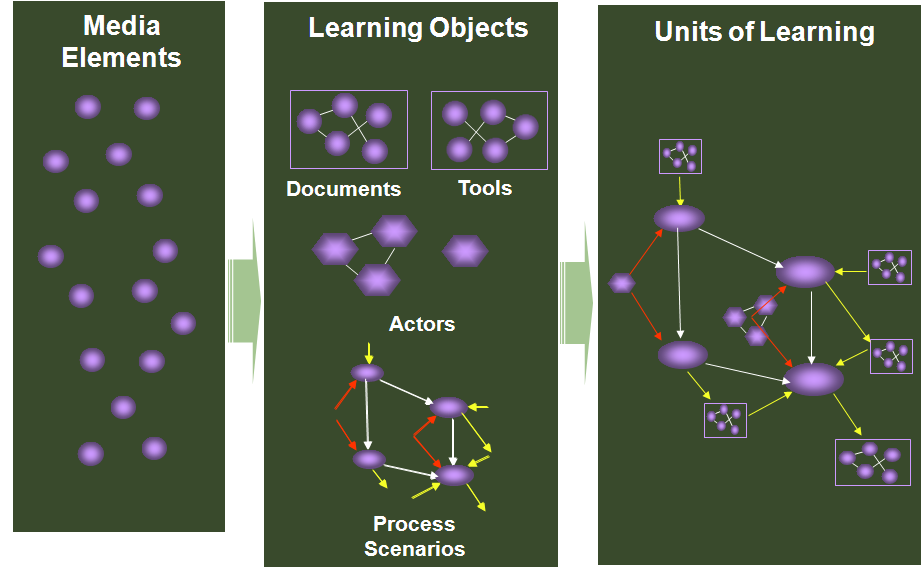 Media
Elements
Learning Objects
Documents
Tools
Actors
Process
Scenarios
Units of Learning